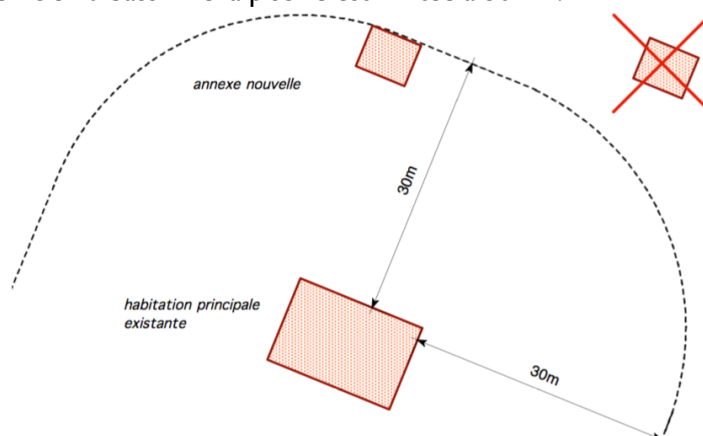 annexe nouvelle
30m
habitation principale
existante
30m